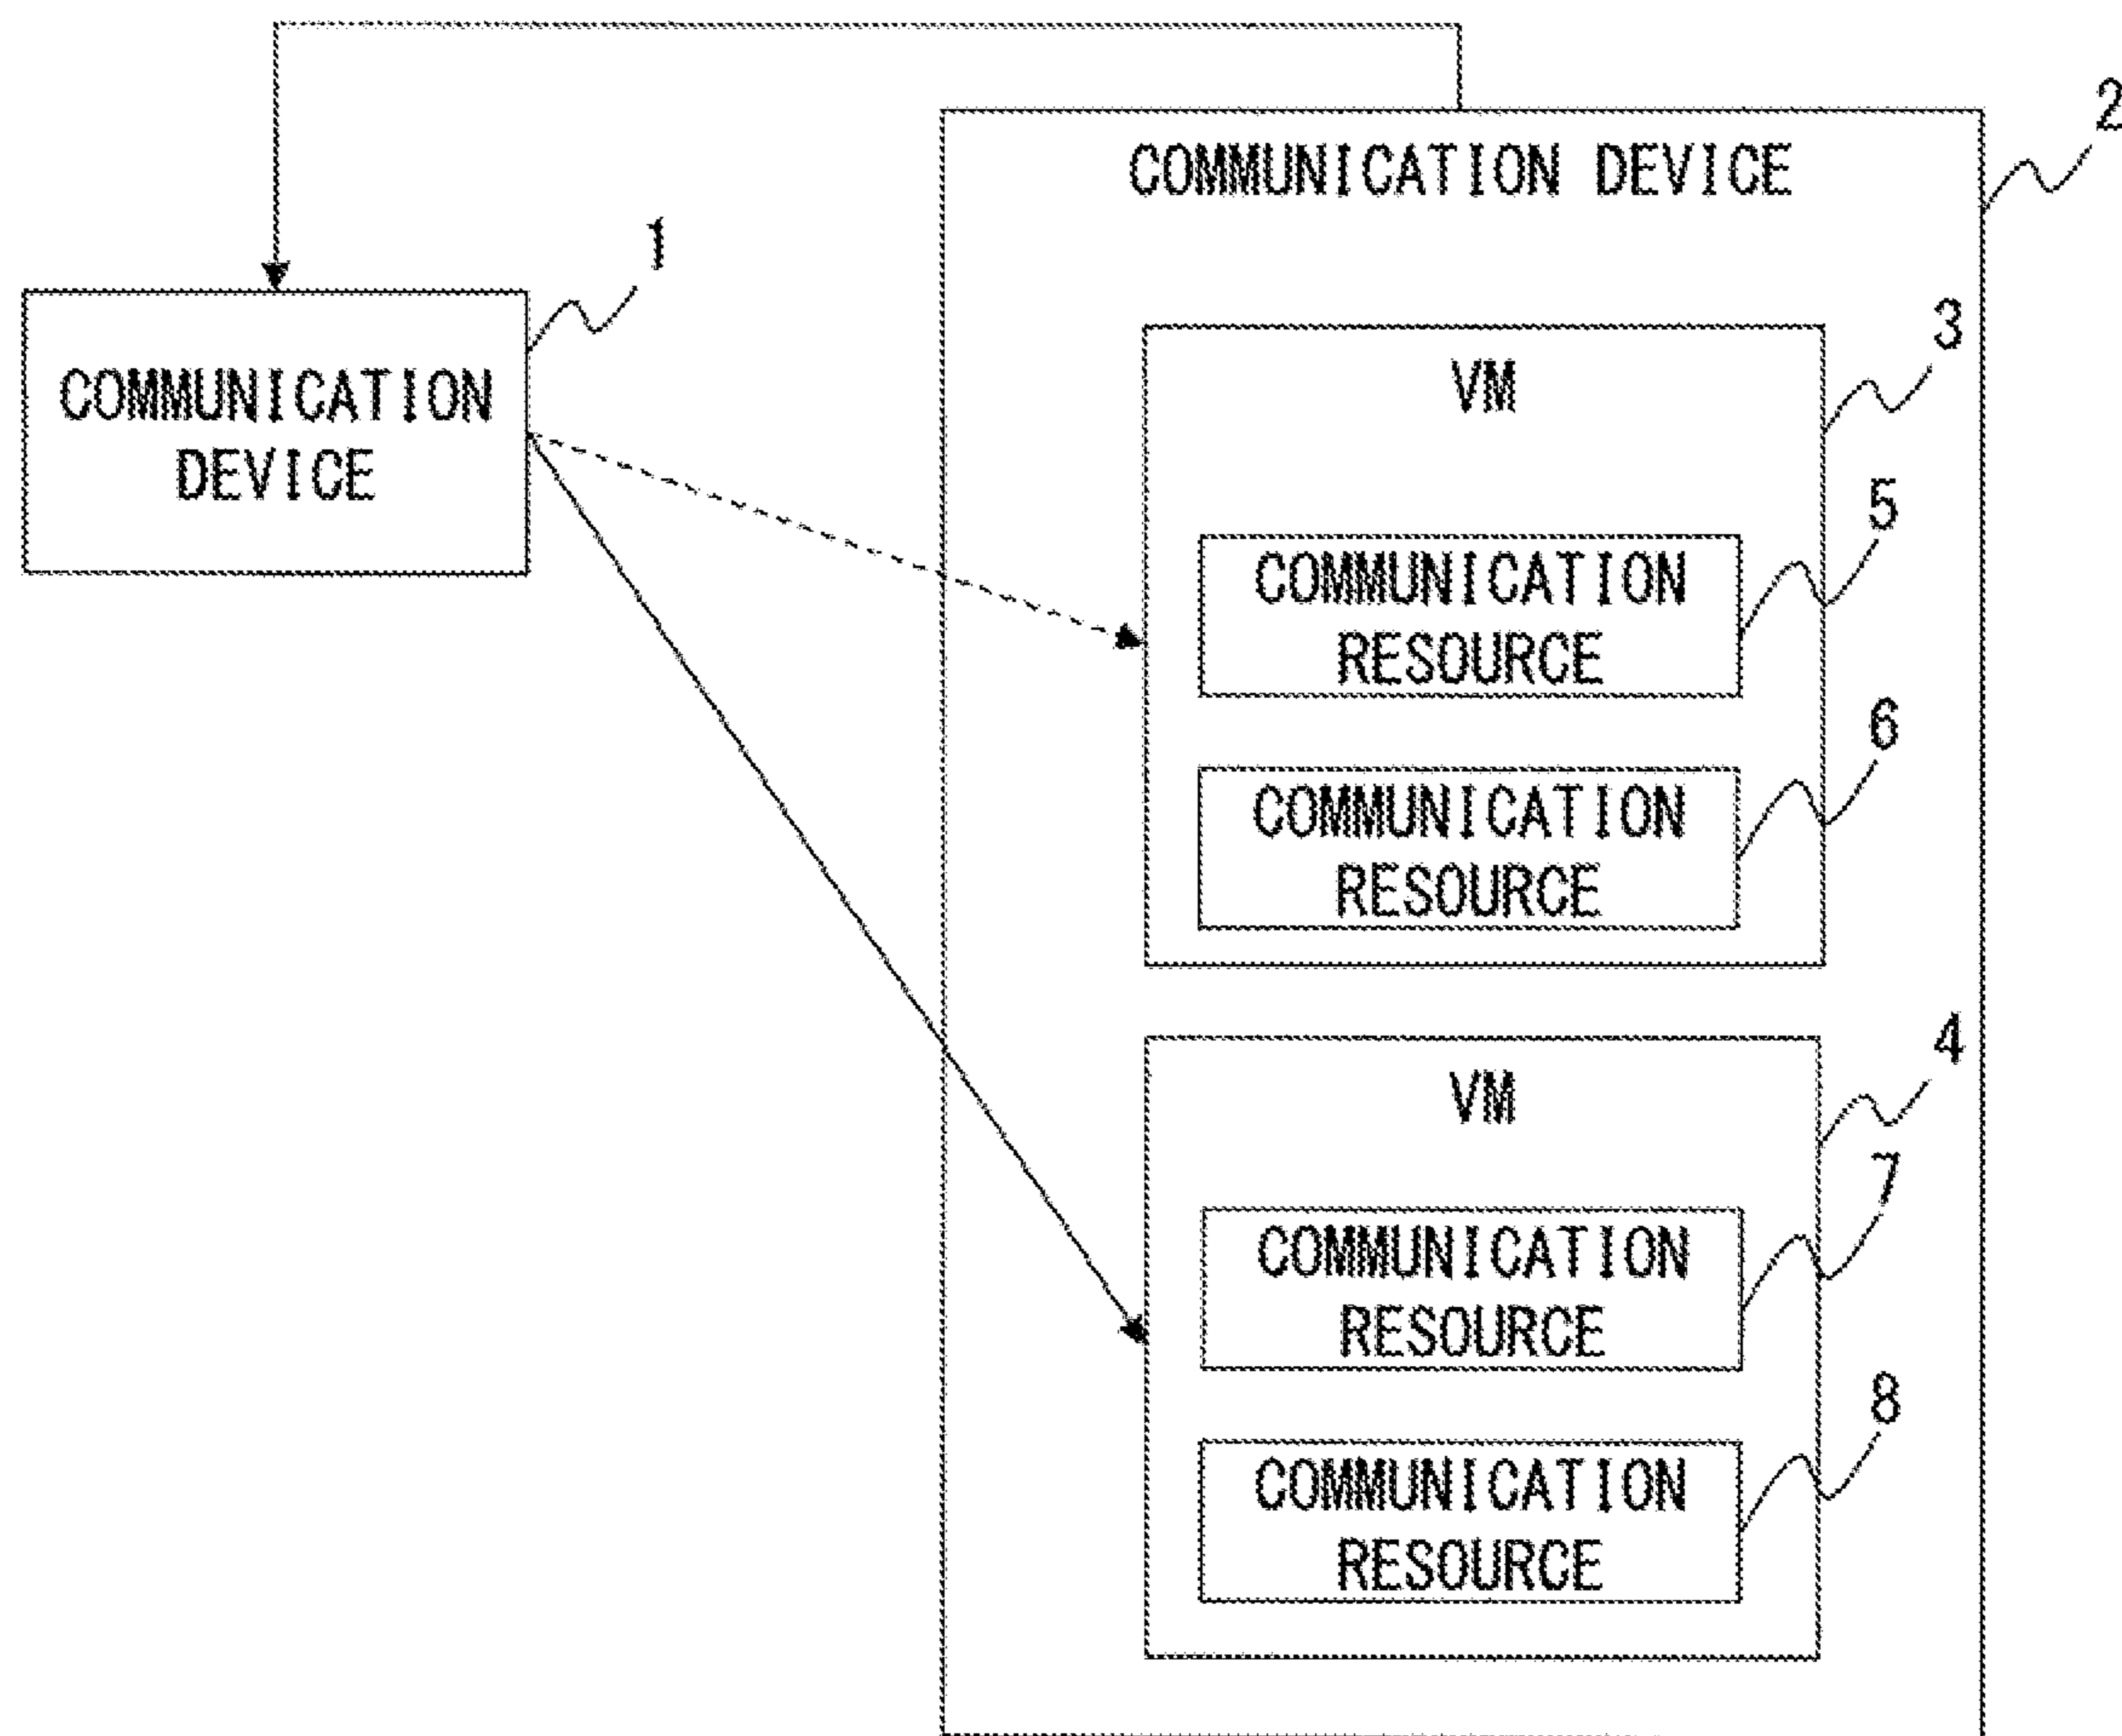 2
COMMUNICATION DEVICE
1
COMMUNICATION
DEVICE
3
VM
5
COMMUNICATION
RESOURCE
6
COMMUNICATION
RESOURCE
4
VM
7
COMMUNICATION
RESOURCE
8
COMMUNICATION
RESOURCE